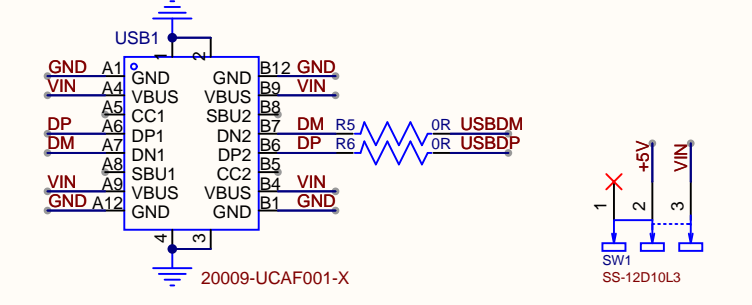 USB1
1 2
GND A1 GND GND B12 GND
VIN A4 VBUS VBUS B9 VIN
A5 CC1 SBU2 B8
DP A6 DP1 DN2 B7 DM R5 0R USBDM
DM A7 DN1 DP2 B6 DP R6 0R USBDP
A8 SBU1 CC2 B5
VIN A9 VBUS VBUS B4 VIN
GND A12 GND GND B1 GND
4 3
20009-UCAF001-X
+5V VIN
1 2 3
SW1
SS-12D10L3